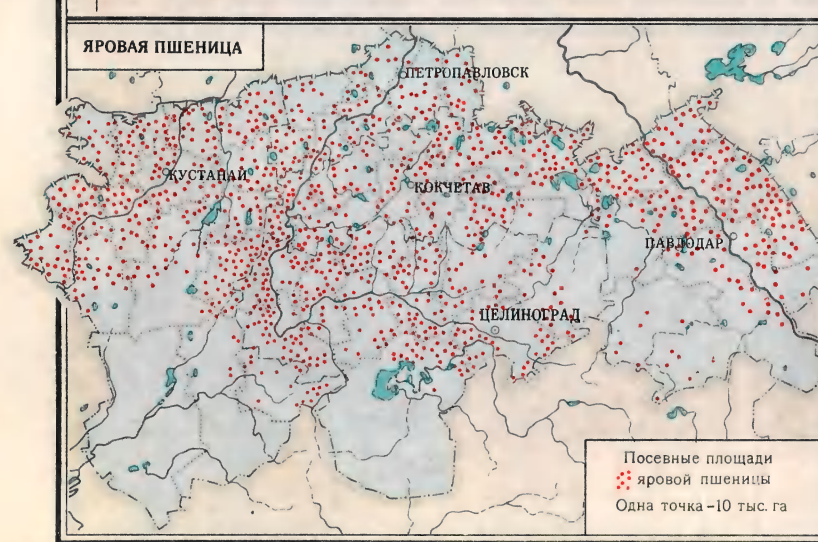 ЯРОВАЯ ПШЕНИЦА
ПЕТРОПАВЛОВСК
КУСТАНАЙ
КОКЧЕТАВ
ПАВЛОДАР
ЦЕЛИНОГРАД
Посевные площади
яровой пшеницы
Одна точка – 10 тыс. га